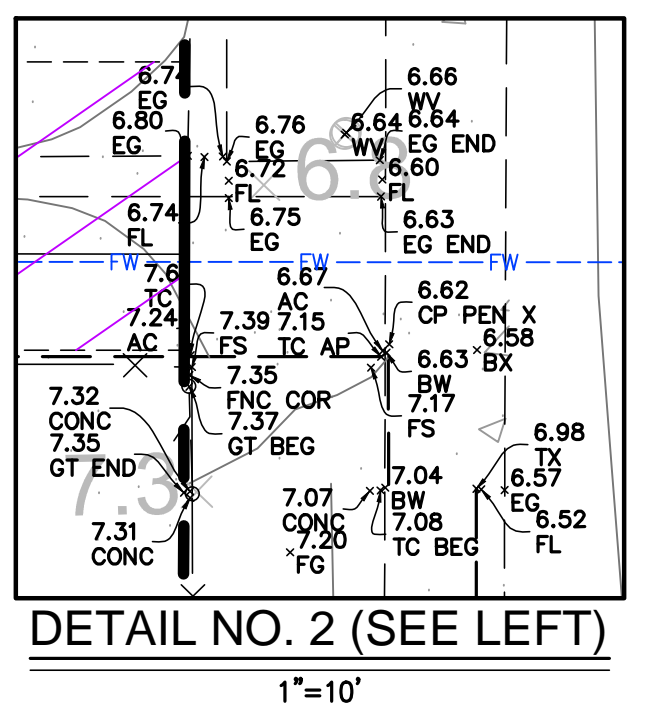 6.74
EG
6.80
EG
6.76
EG
6.66
WV
6.64
WV
6.64
EG END
6.8
6.72
FL
6.60
FL
6.74
FL
6.75
EG
6.63
EG END
FW FW FW
7.6
TC
6.67
AC
6.62
CP PEN X
7.24
AC
7.39
FS
7.15
TC AP
6.58
BX
7.35
FNC COR
6.63
BW
7.32
CONC
7.37
GT BEG
7.17
FS
7.35
GT END
6.98
TX
7.3
7.04
BW
6.57
EG
7.07
CONC
7.08
TC BEG
6.52
FL
7.31
CONC
7.20
FG
DETAIL NO. 2 (SEE LEFT)
1"=10'